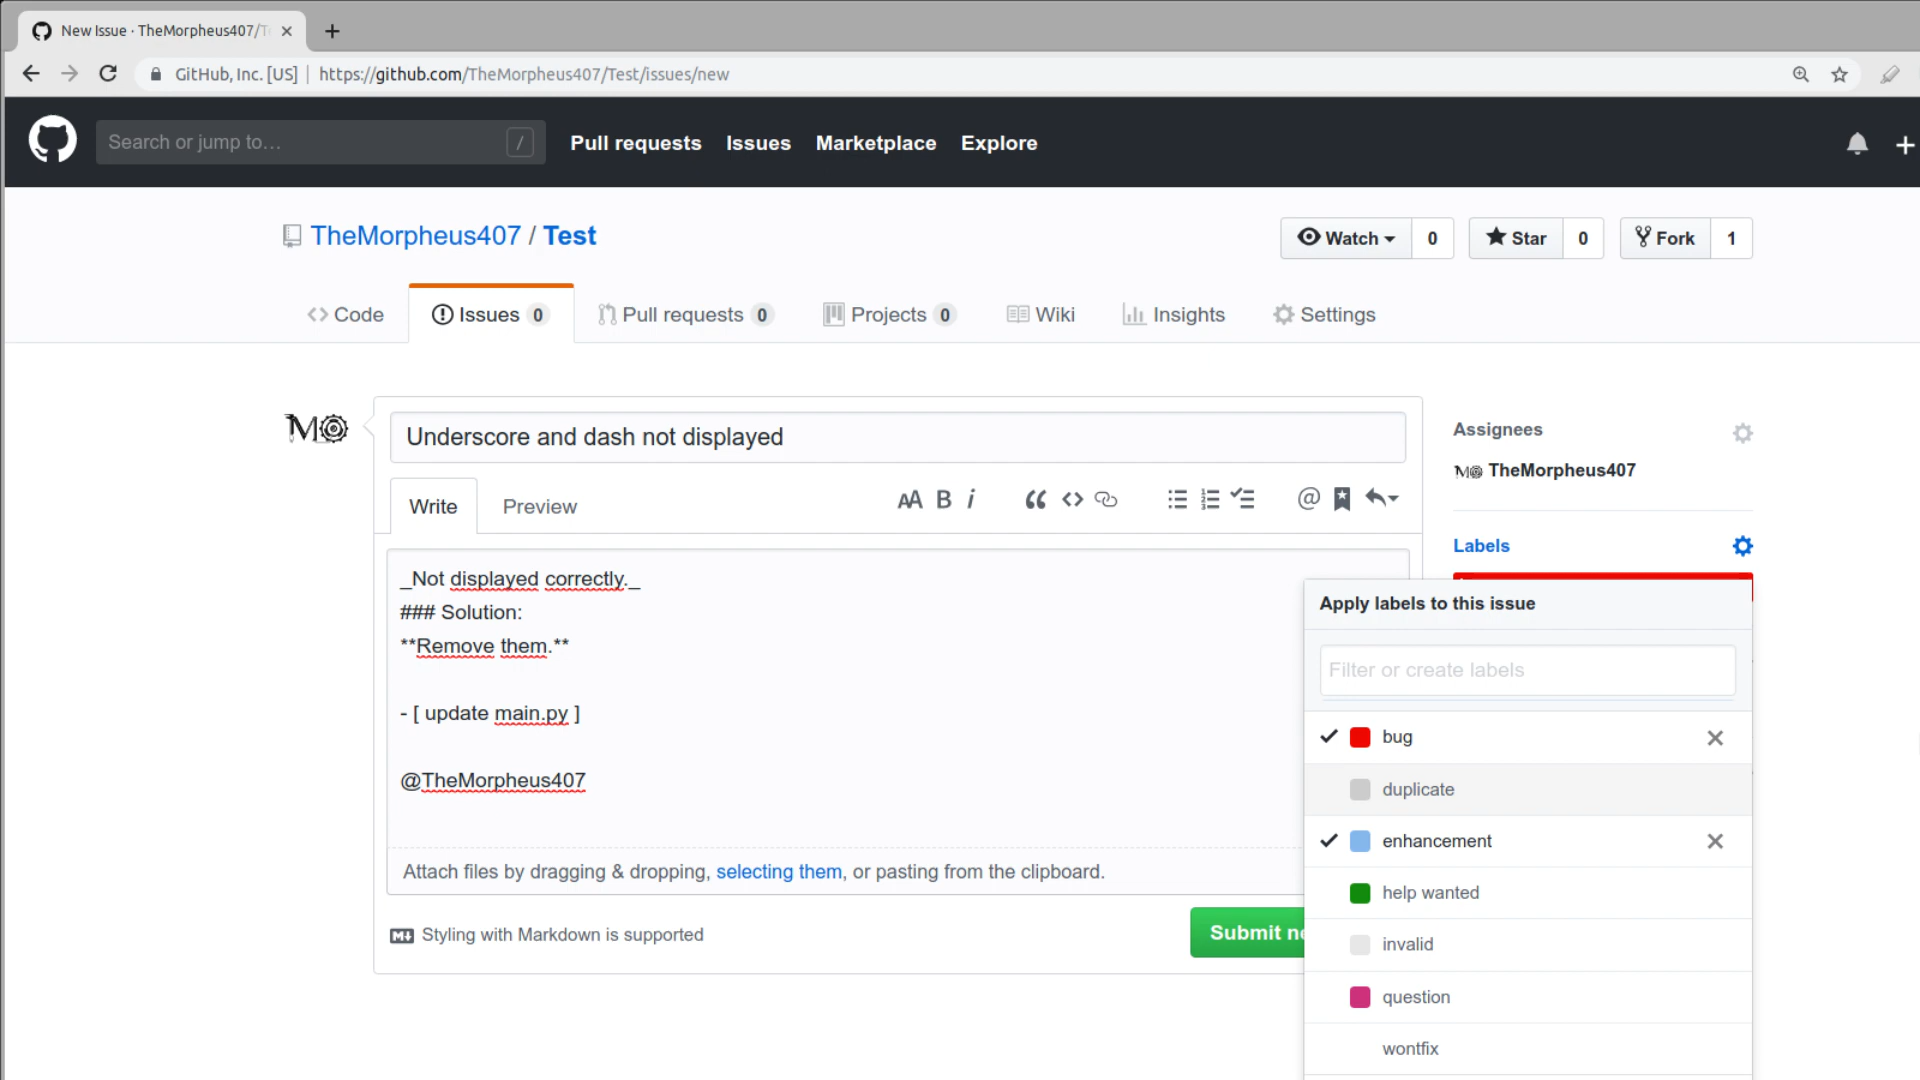 New Issue · TheMorpheus407/T
GitHub, Inc. [US] | https://github.com/TheMorpheus407/Test/issues/new
Search or jump to… /
Pull requests Issues Marketplace Explore
TheMorpheus407 / Test
Watch 0 Star 0 Fork 1
Code Issues 0 Pull requests 0 Projects 0 Wiki Insights Settings
Underscore and dash not displayed
Assignees
TheMorpheus407
Write Preview
Labels
_Not displayed correctly._
### Solution:
**Remove them.**
- [ update main.py ]
@TheMorpheus407
Attach files by dragging & dropping, selecting them, or pasting from the clipboard.
Styling with Markdown is supported
Submit ne
Apply labels to this issue
Filter or create labels
bug
duplicate
enhancement
help wanted
invalid
question
wontfix